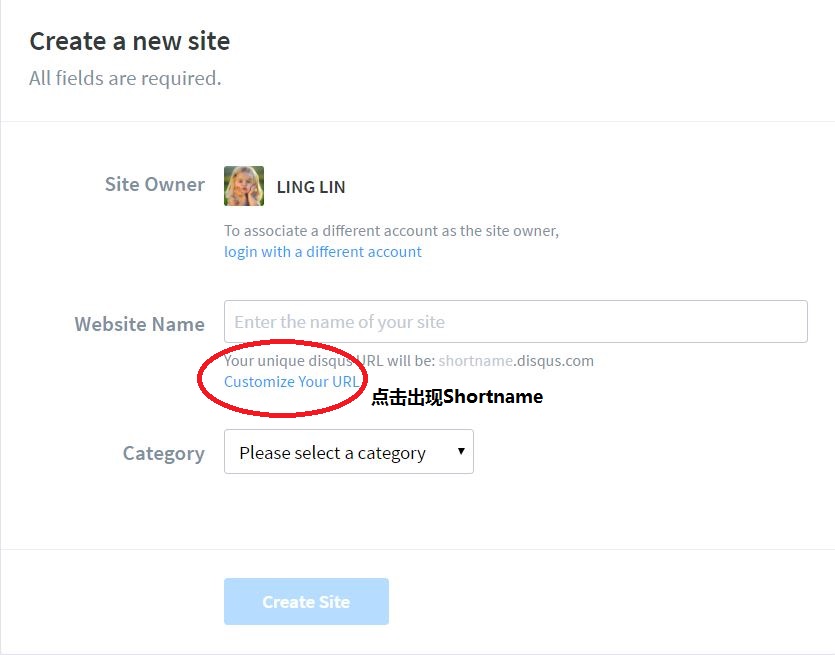 Create a new site
All fields are required.
Site Owner
LING LIN
To associate a different account as the site owner,
login with a different account
Website Name
Enter the name of your site
Your unique disqus URL will be: shortname.disqus.com
Customize Your URL
点击出现Shortname
Category
Please select a category
Create Site